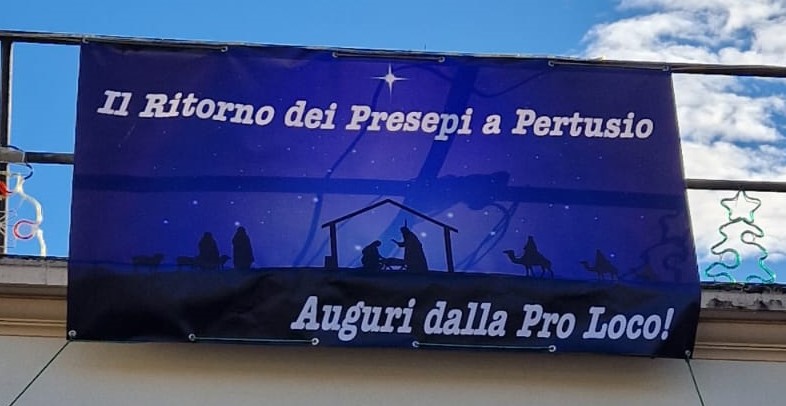 Il Ritorno dei Presepi a Pertusio
Auguri dalla Pro Loco!